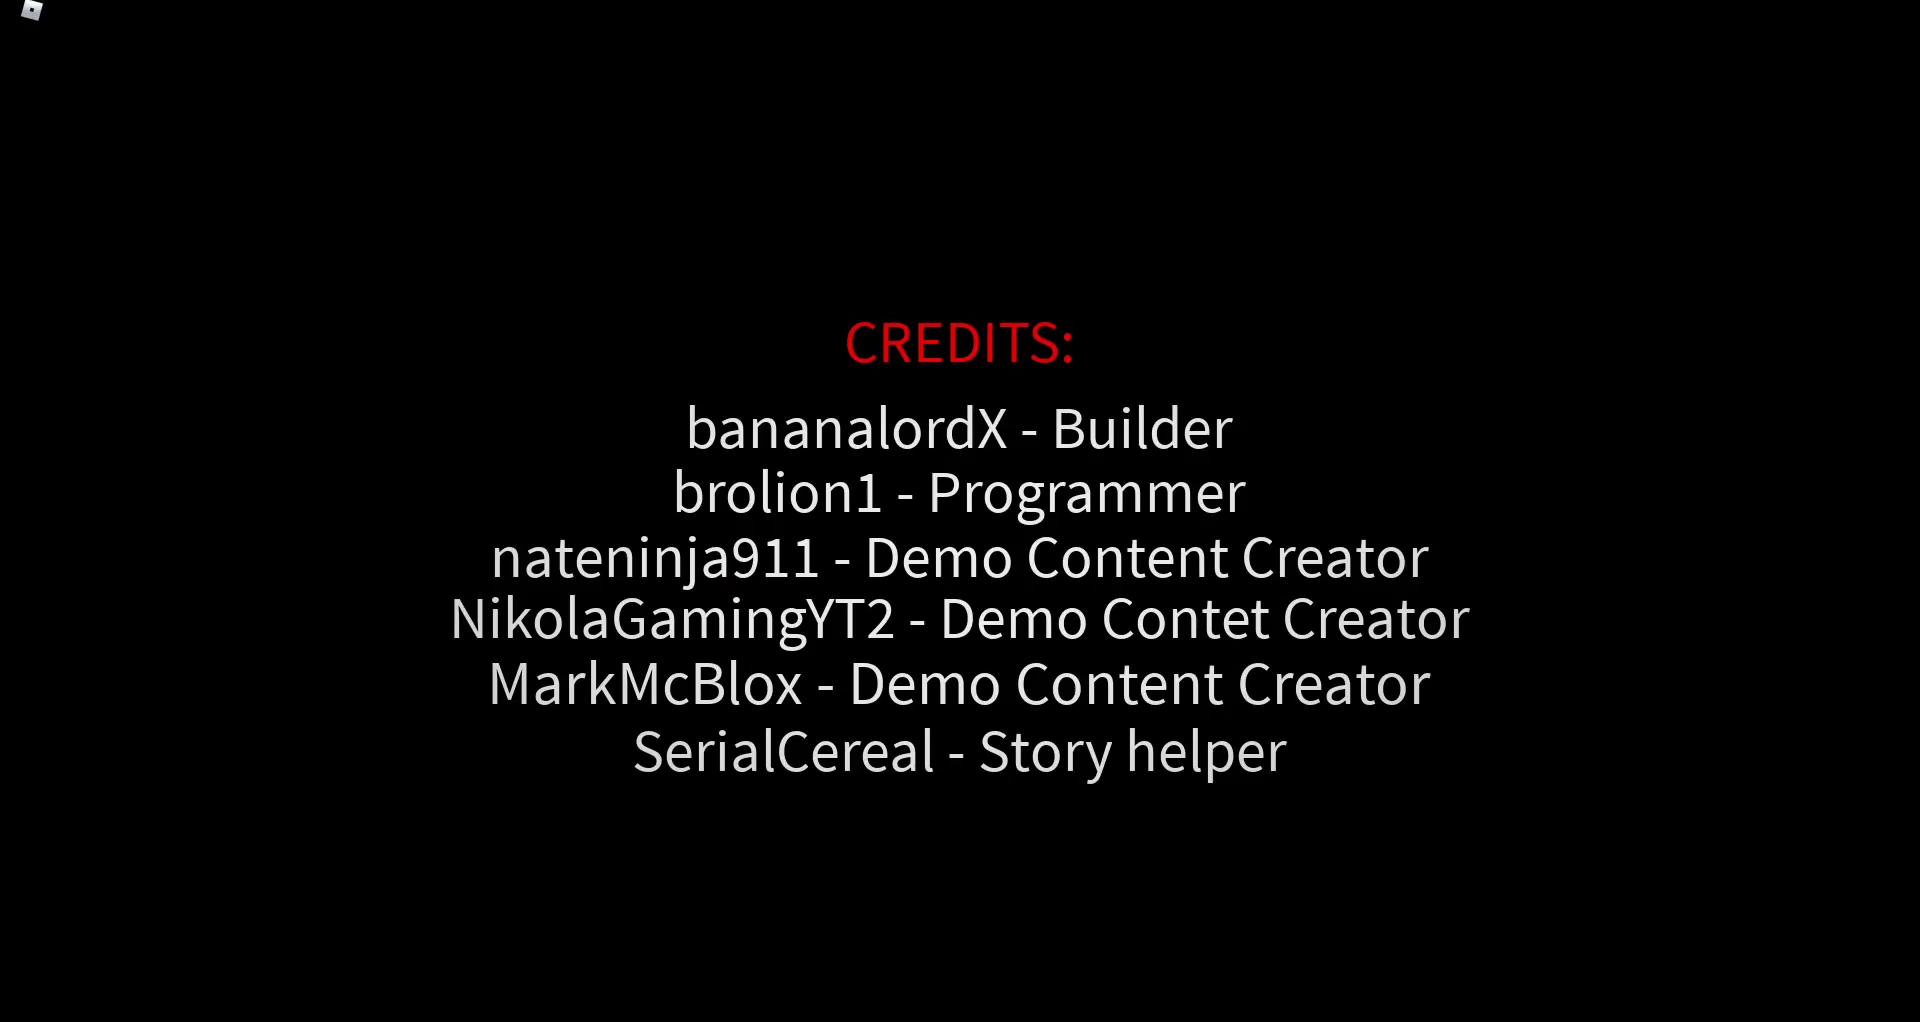 CREDITS:
bananalordX - Builder
brolion1 - Programmer
nateninja911 - Demo Content Creator
NikolaGamingYT2 - Demo Contet Creator
MarkMcBlox - Demo Content Creator
SerialCereal - Story helper